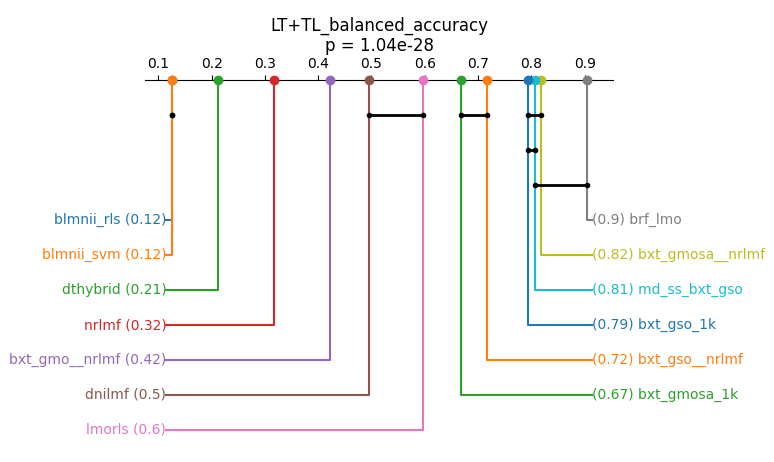 LT+TL_balanced_accuracy
p = 1.04e-28
0.1 0.2 0.3 0.4 0.5 0.6 0.7 0.8 0.9
blmnii_rls (0.12) (0.9) brf_lmo
blmnii_svm (0.12) (0.82) bxt_gmosa__nrlmf
dthybrid (0.21) (0.81) md_ss_bxt_gso
nrlmf (0.32) (0.79) bxt_gso_1k
bxt_gmo__nrlmf (0.42) (0.72) bxt_gso__nrlmf
dnilmf (0.5) (0.67) bxt_gmosa_1k
lmorls (0.6)